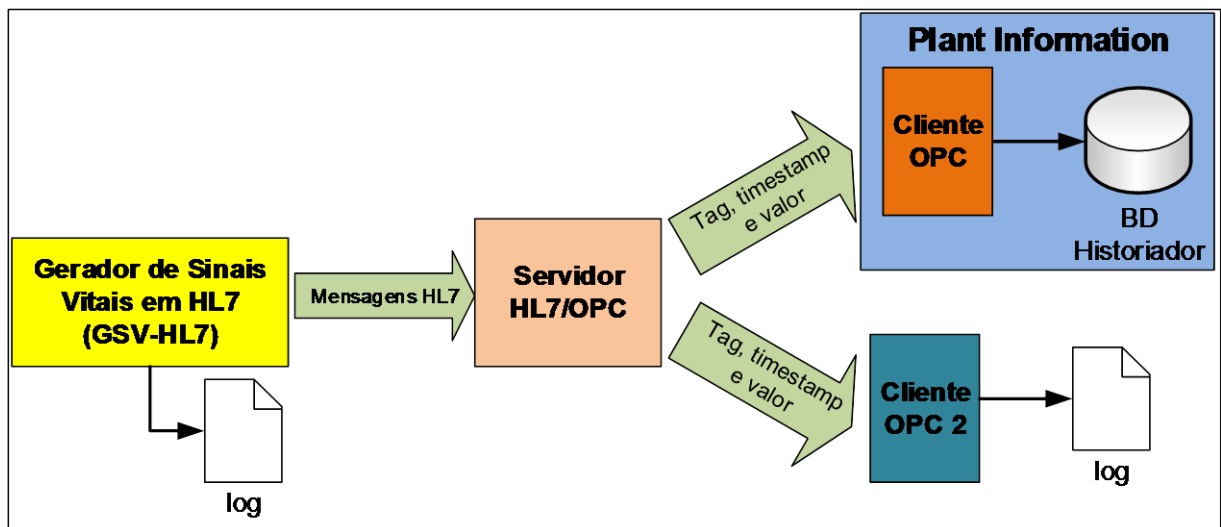 Gerador de Sinais
Vitais em HL7
(GSV-HL7)
log
Mensagens HL7
Servidor
HL7/OPC
Tag, timestamp
e valor
Tag, timestamp
e valor
Plant Information
Cliente
OPC
BD
Historiador
Cliente
OPC 2
log